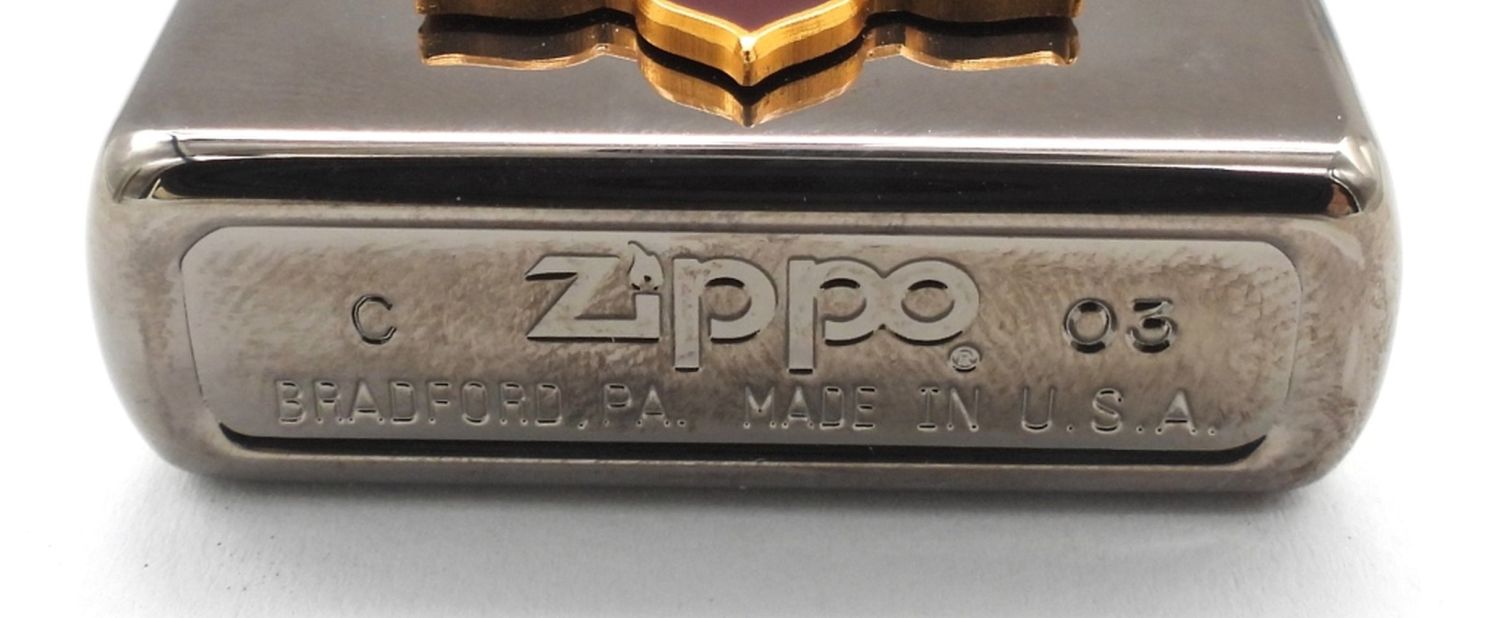 C Zippo ® 03
BRADFORD, PA. MADE IN U.S.A.